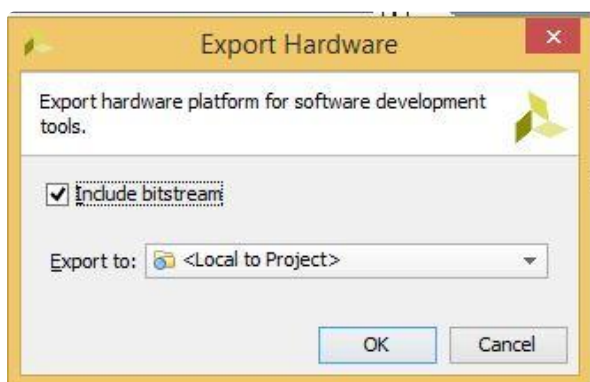 Export Hardware
Export hardware platform for software development
tools.
Include bitstream
Export to: <Local to Project>
OK Cancel